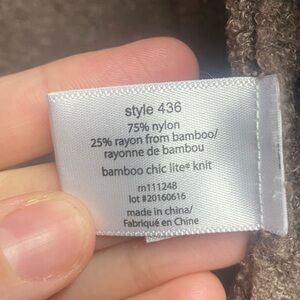 style 436
75% nylon
25% rayon from bamboo/
rayonne de bambou
bamboo chic lite® knit
rn111248
lot #20160616
made in china/
Fabriqué en Chine